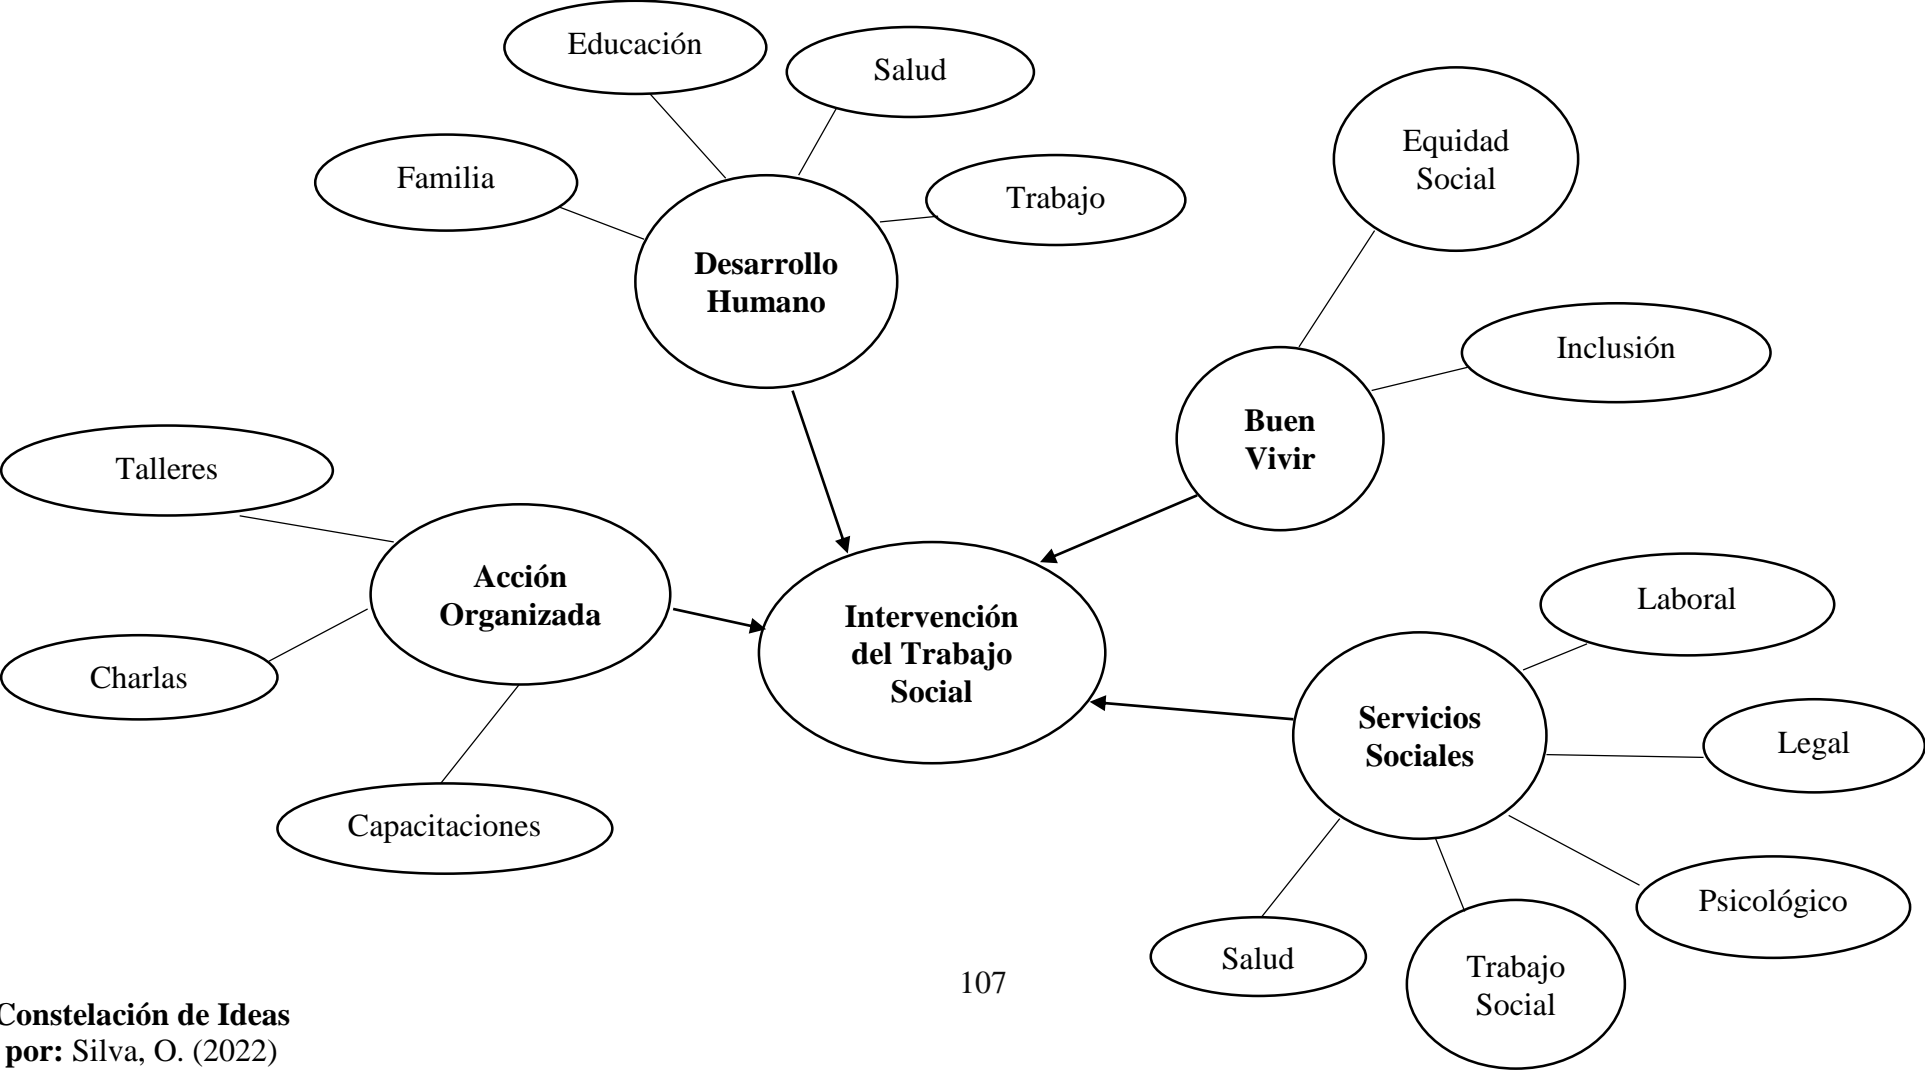 Educación
Salud
Equidad
Social
Familia
Trabajo
Desarrollo
Humano
Inclusión
Buen
Vivir
Talleres
Acción
Organizada
Intervención
del Trabajo
Social
Laboral
Charlas
Servicios
Sociales
Legal
Capacitaciones
Psicológico
Salud
Trabajo
Social
107
Constelación de Ideas
por: Silva, O. (2022)